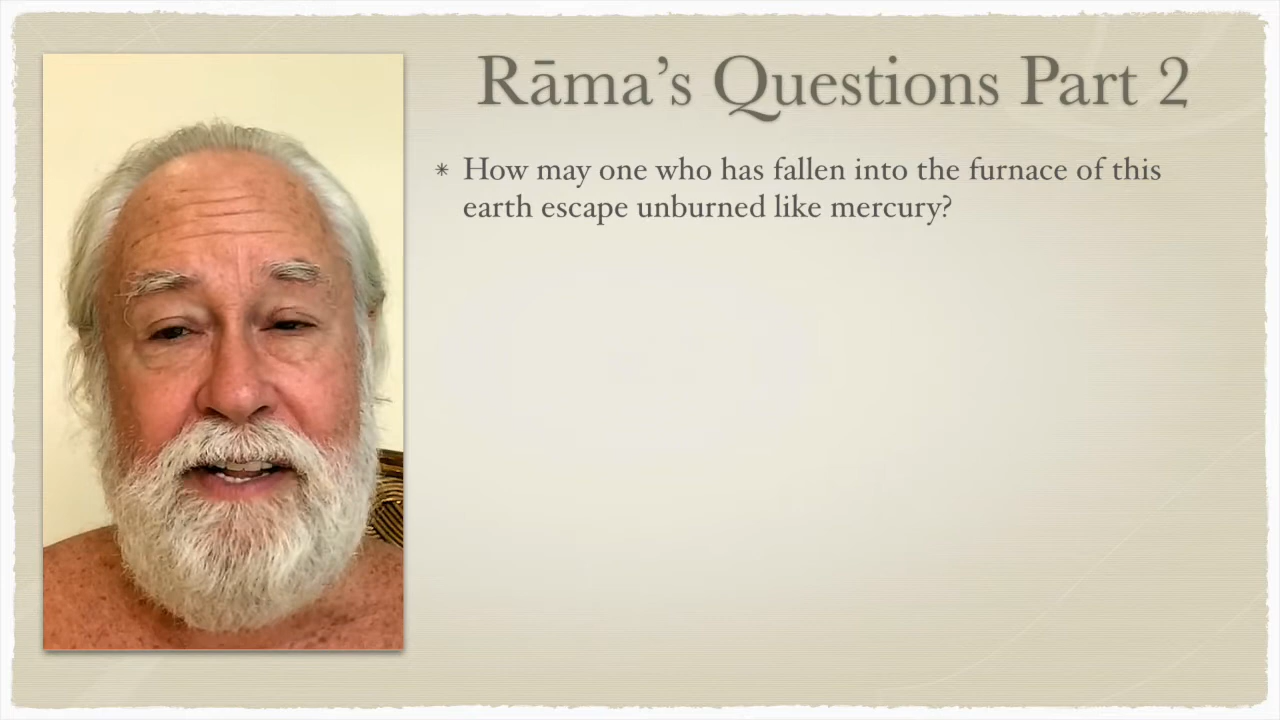 Rāma’s Questions Part 2
* How may one who has fallen into the furnace of this
earth escape unburned like mercury?